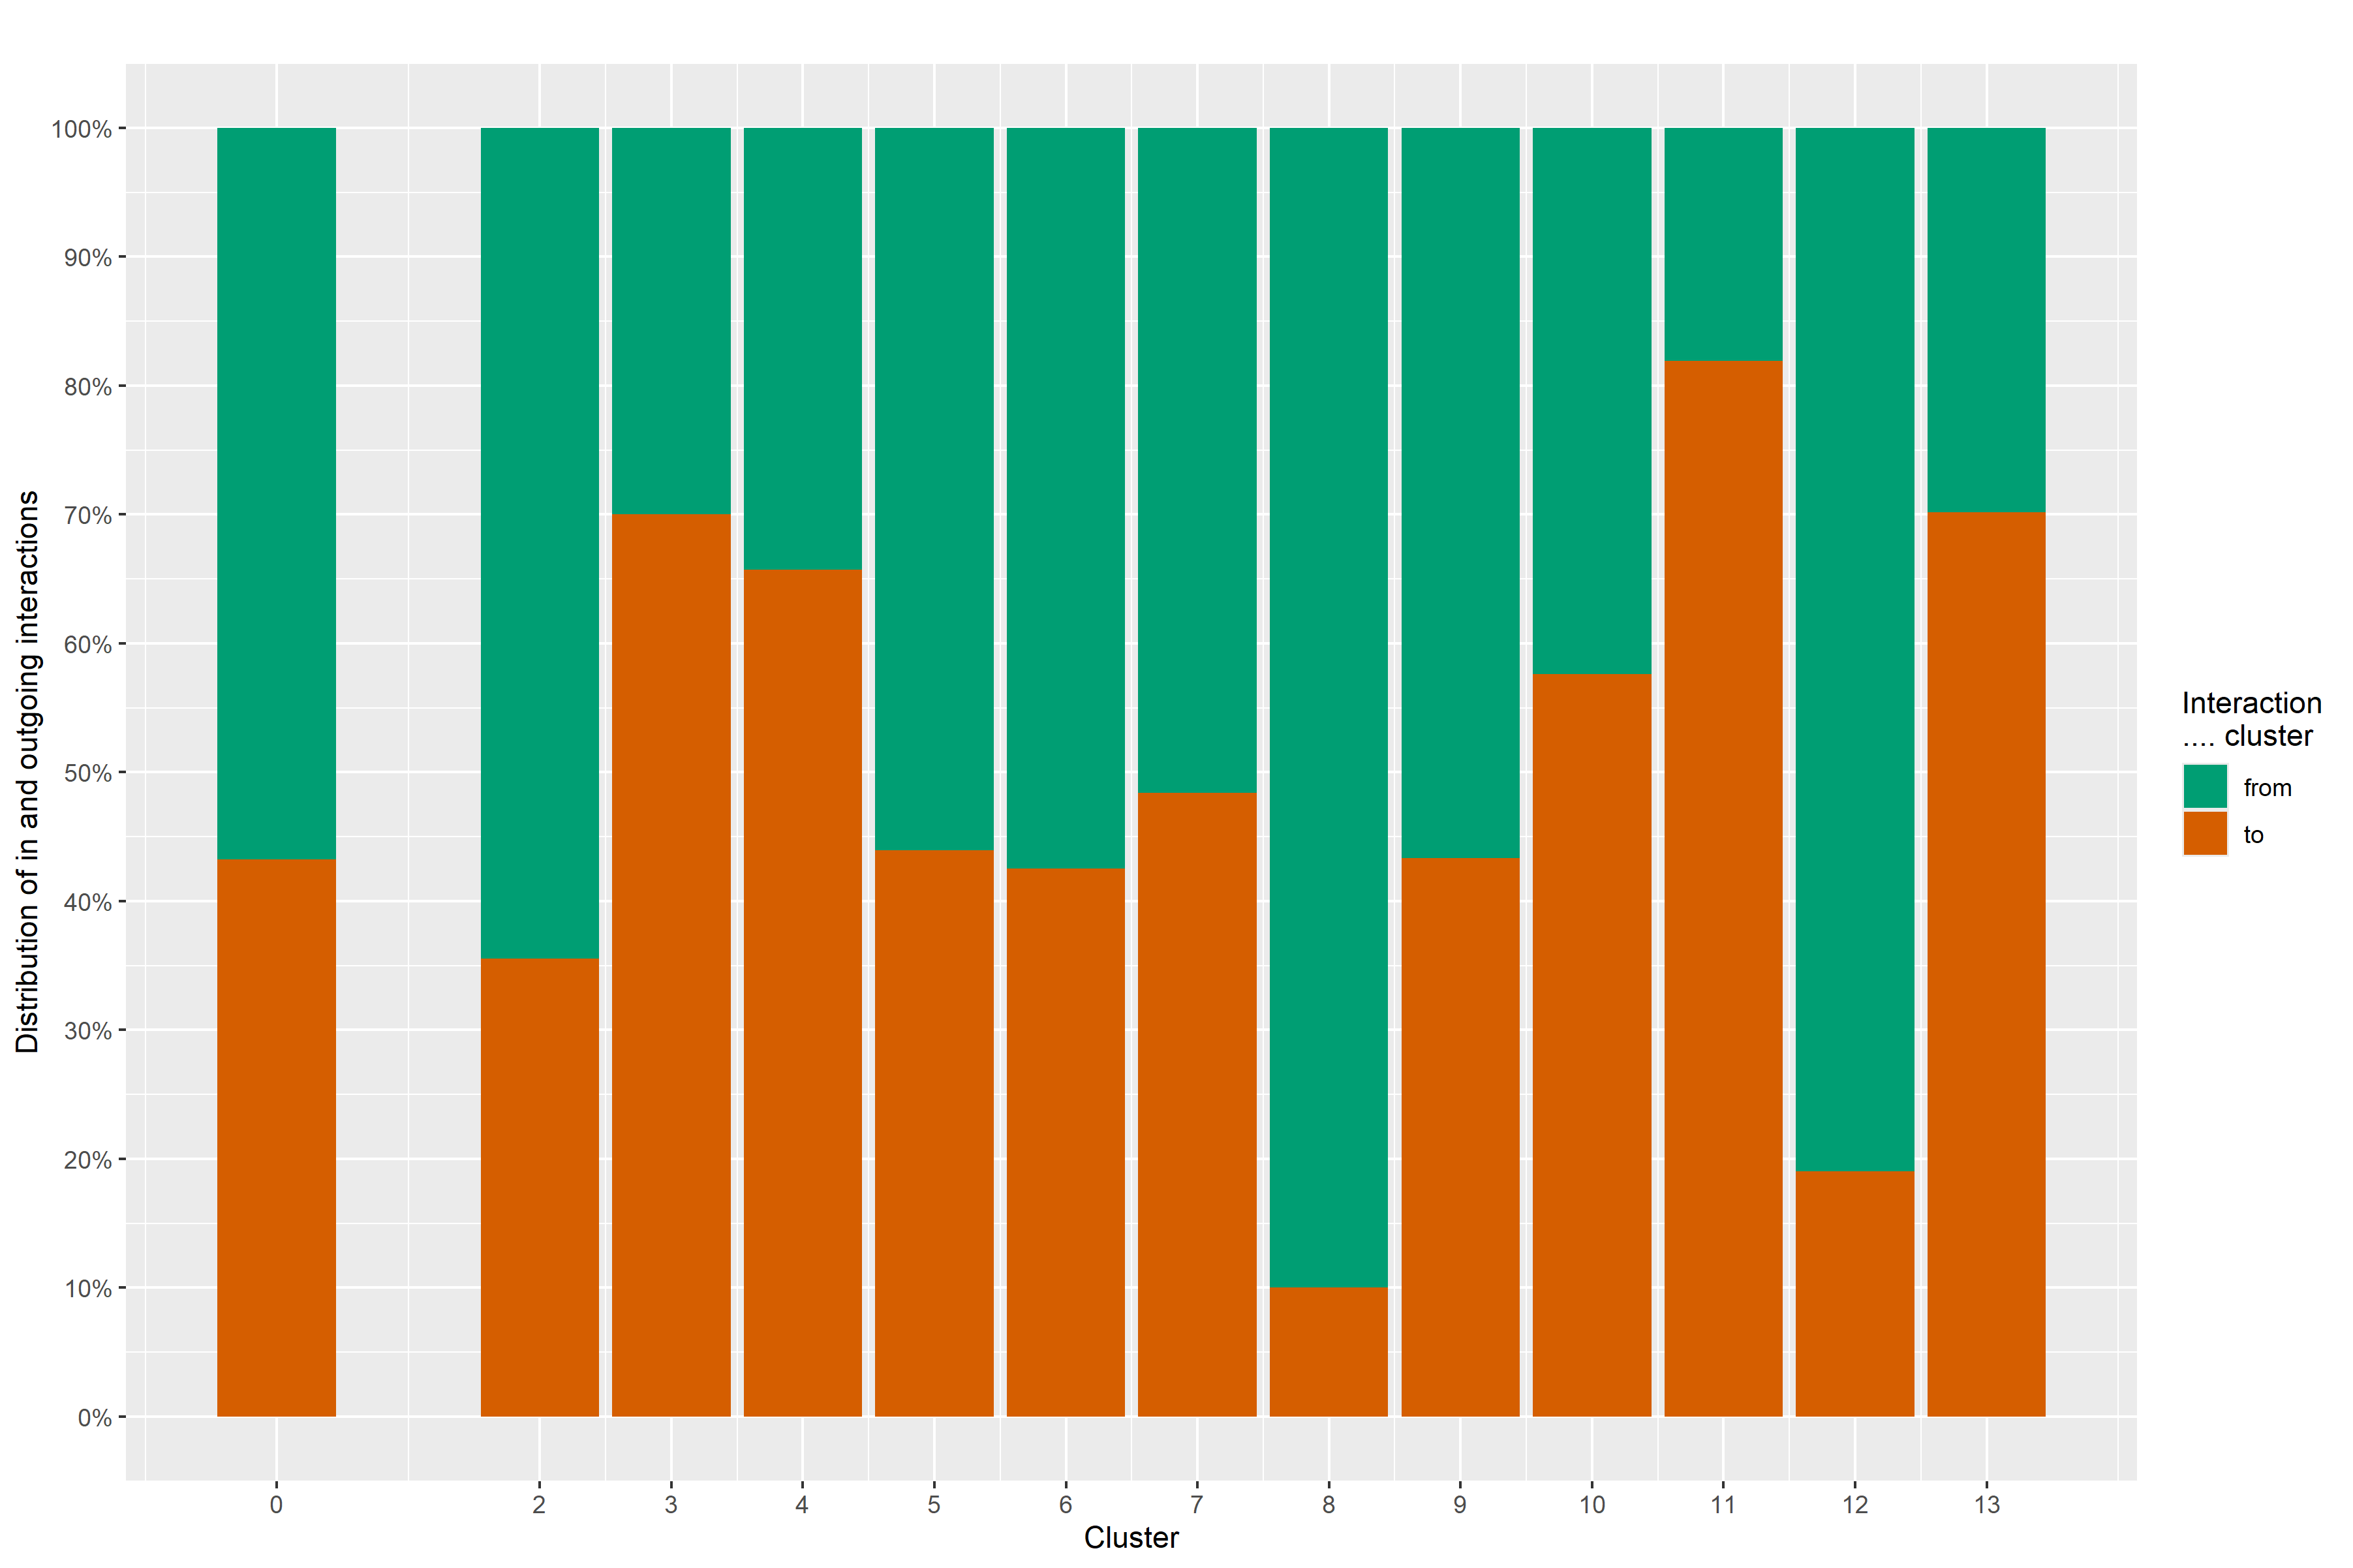 Distribution of in and outgoing interactions
100%
90%
80%
70%
60%
50%
40%
30%
20%
10%
0%
0 2 3 4 5 6 7 8 9 10 11 12 13
Cluster
Interaction
.... cluster
from
to